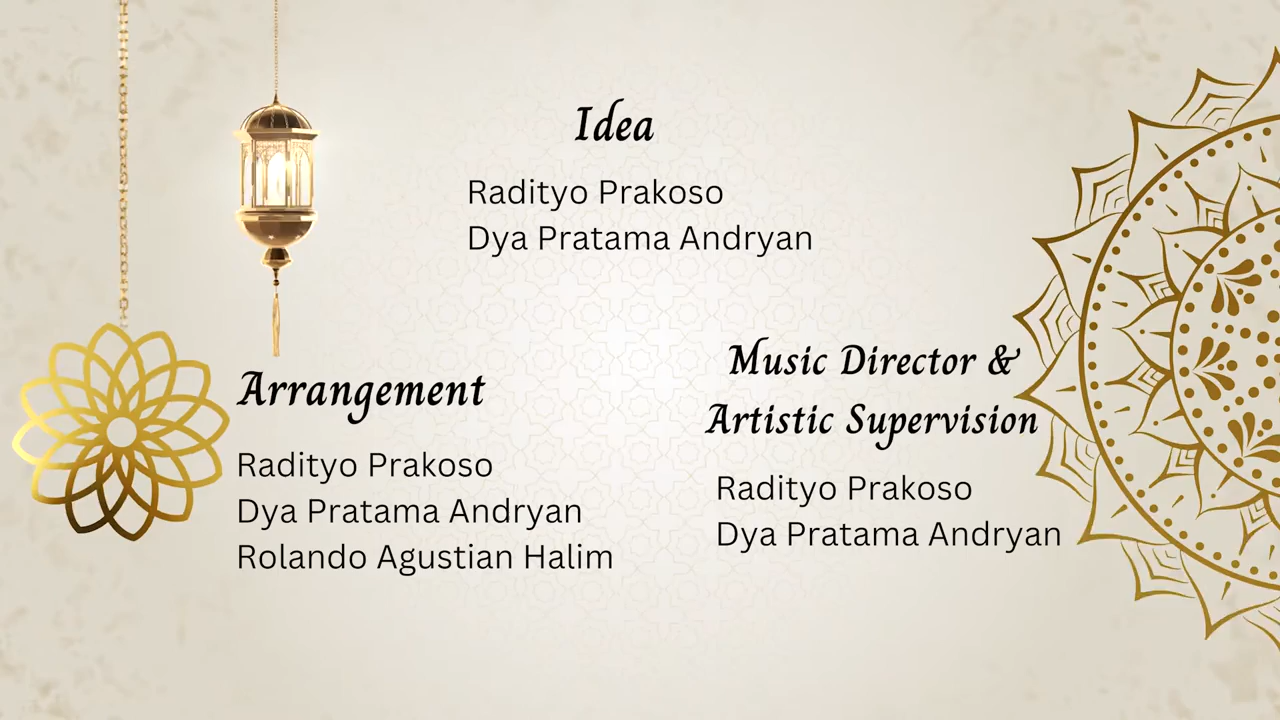 Idea
Radityo Prakoso
Dya Pratama Andryan
Arrangement
Radityo Prakoso
Dya Pratama Andryan
Rolando Agustian Halim
Music Director &
Artistic Supervision
Radityo Prakoso
Dya Pratama Andryan